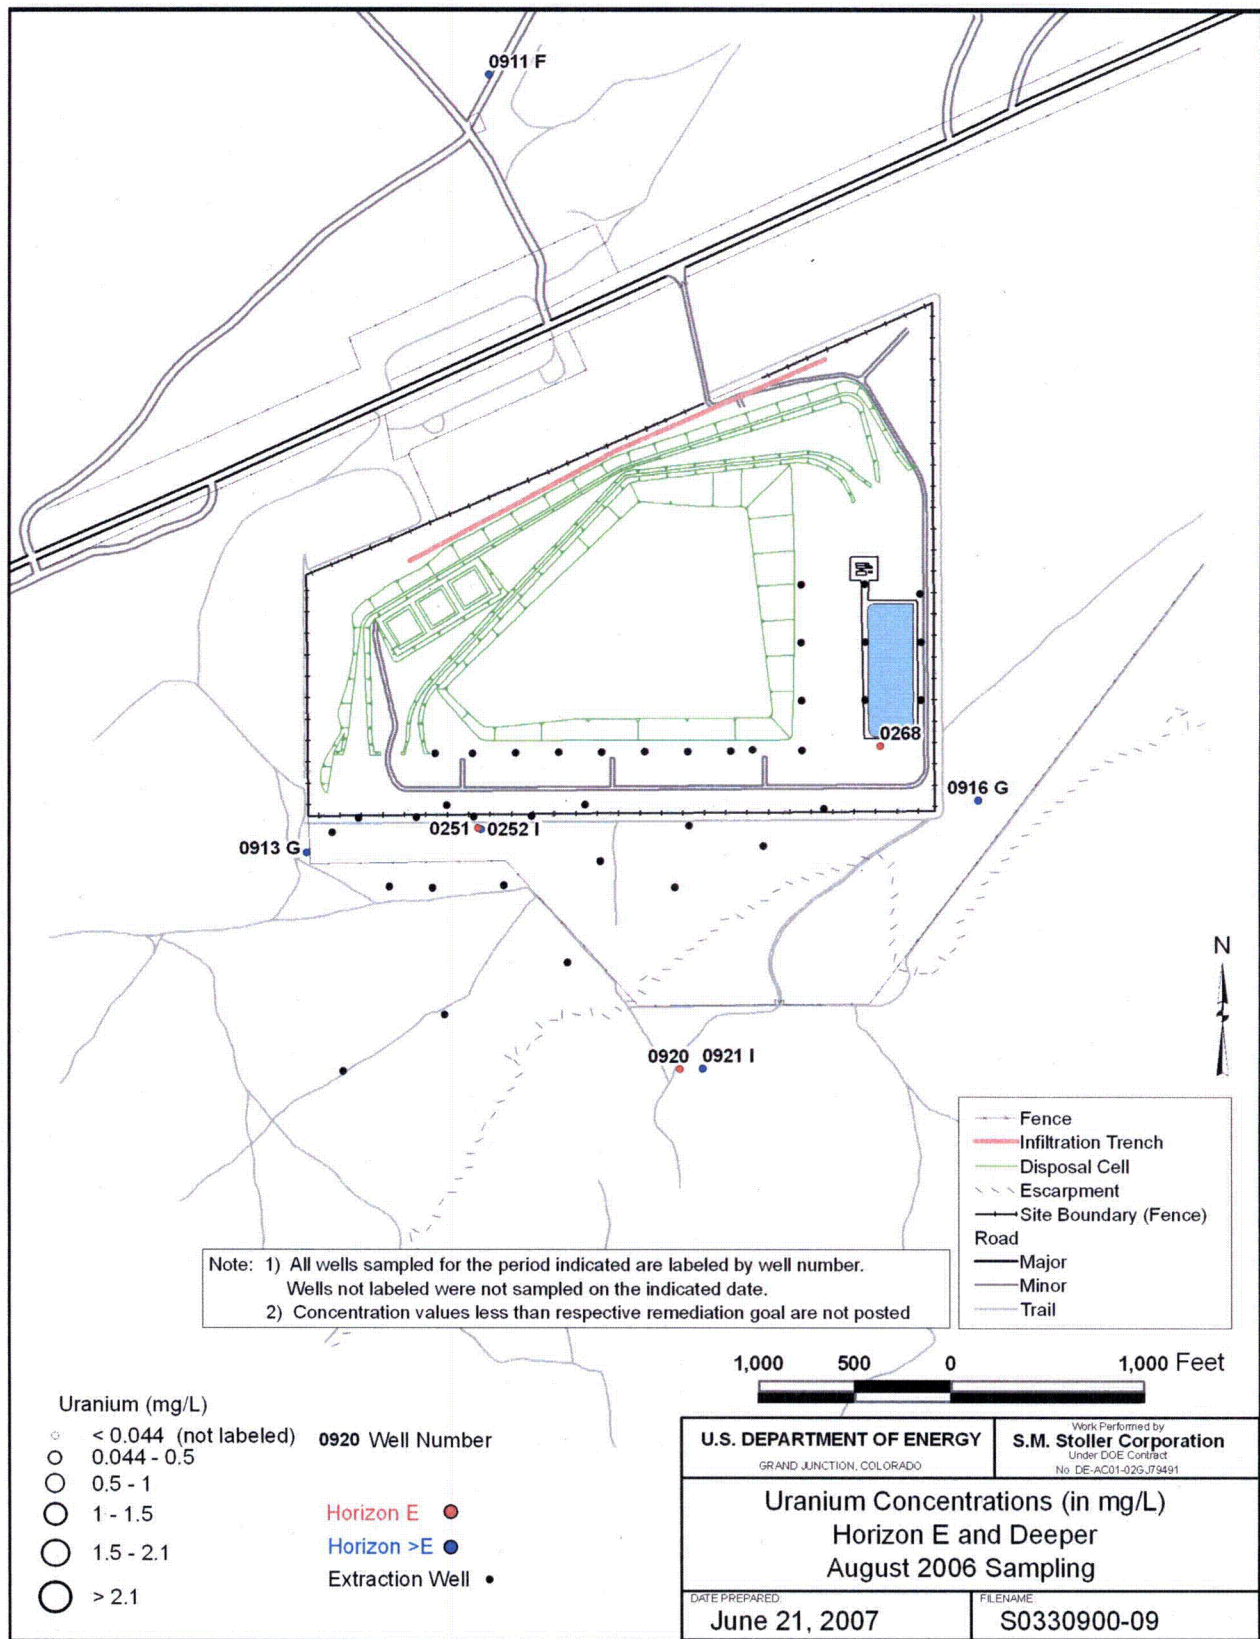 0911 F
0268
0916 G
0251
0252 I
0913 G
N
0920
0921 I
Fence
Infiltration Trench
Disposal Cell
Escarpment
Site Boundary (Fence)
Road
Major
Minor
Trail
Note: 1) All wells sampled for the period indicated are labeled by well number.
Wells not labeled were not sampled on the indicated date.
2) Concentration values less than respective remediation goal are not posted
1,000 500 0 1,000 Feet
Uranium (mg/L)
< 0.044 (not labeled)
0.044 - 0.5
0.5 - 1
1 - 1.5
1.5 - 2.1
> 2.1
0920 Well Number
Horizon E
Horizon >E
Extraction Well
U.S. DEPARTMENT OF ENERGY
GRAND JUNCTION, COLORADO
Work Performed by
S.M. Stoller Corporation
Under DOE Contract
No. DE-AC01-02GJ79491
Uranium Concentrations (in mg/L)
Horizon E and Deeper
August 2006 Sampling
DATE PREPARED:
June 21, 2007
FILENAME
S0330900-09